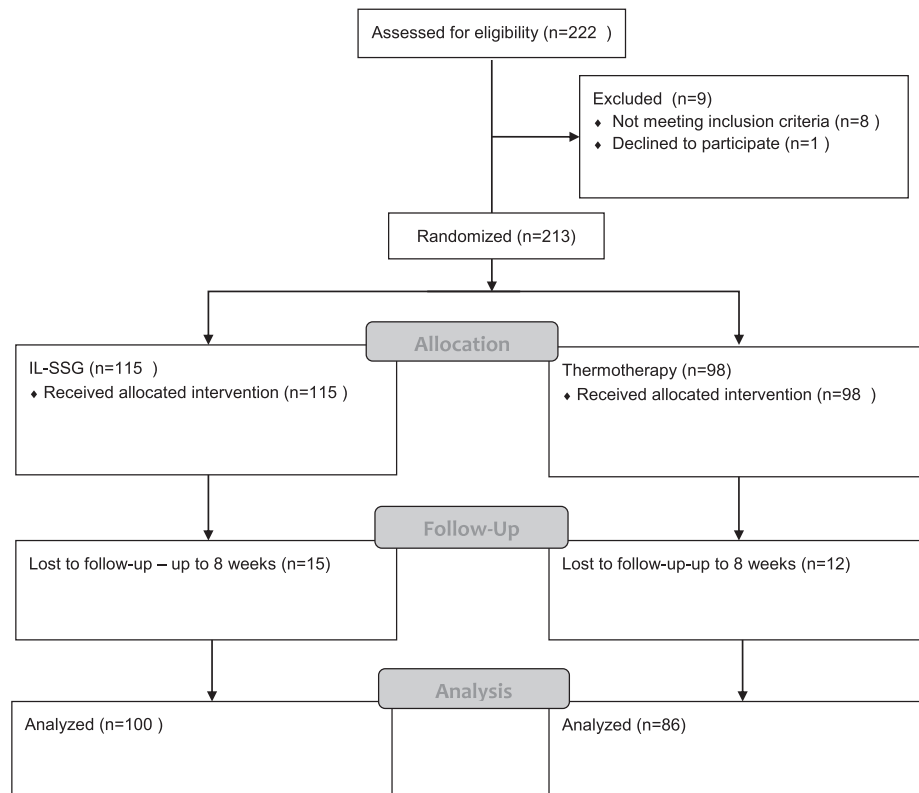 Assessed for eligibility (n=222 )
Excluded (n=9)
♦ Not meeting inclusion criteria (n=8 )
♦ Declined to participate (n=1 )
Randomized (n=213)
Allocation
IL-SSG (n=115 )
♦ Received allocated intervention (n=115 )
Thermotherapy (n=98)
♦ Received allocated intervention (n=98 )
Follow-Up
Lost to follow-up – up to 8 weeks (n=15)
Lost to follow-up-up to 8 weeks (n=12)
Analysis
Analyzed (n=100 )
Analyzed (n=86)